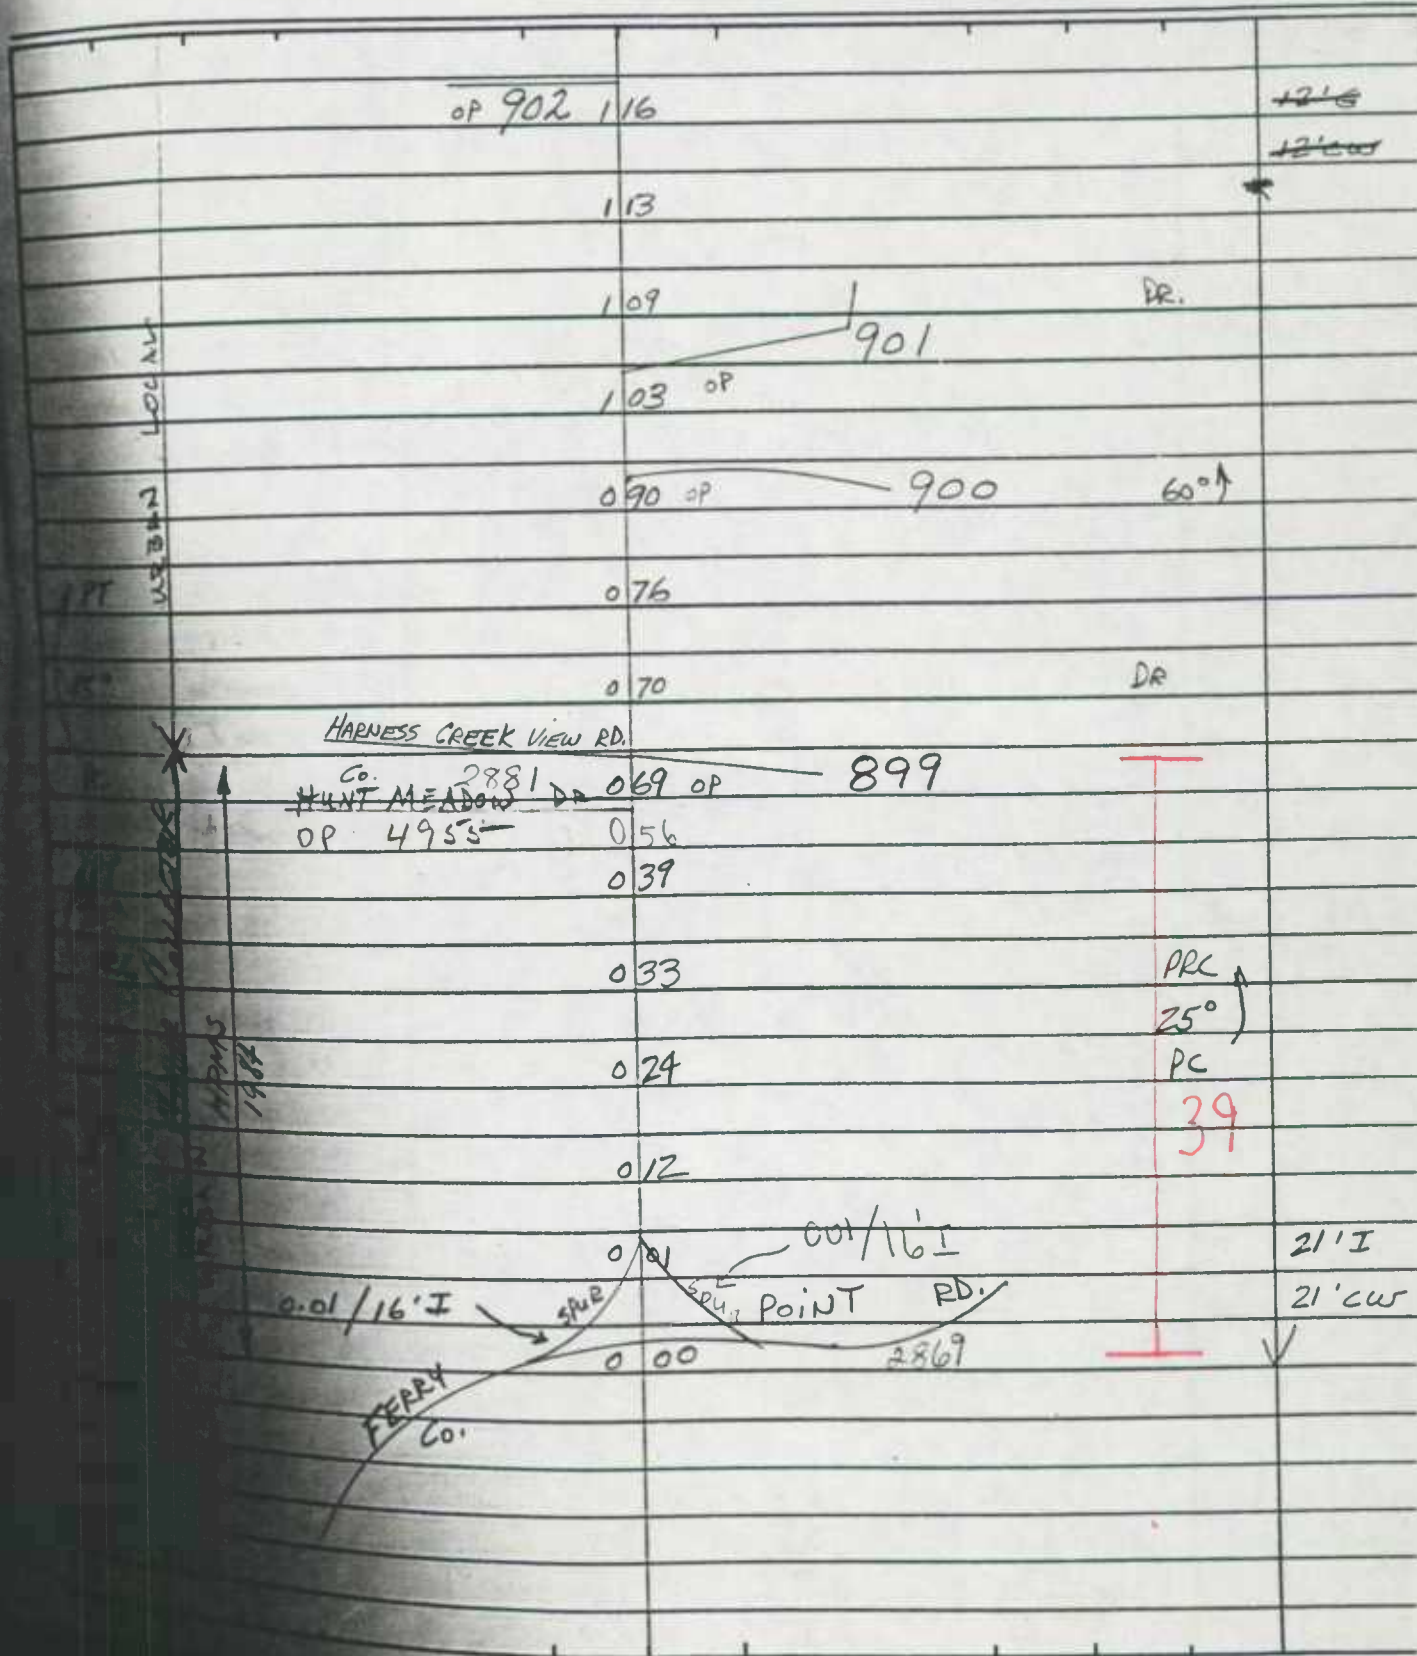 OP 902 1 16
12'G
12'CW
1 13
1 09 DR.
901
1 03 OP
0 90 OP 900 60°
0 76
1 PT
URBAN LOCAL
0 70 DR
HARNESS CREEK VIEW RD.
Co. 2881 0 69 OP 899
HUNT MEADOW DR
OP 4955 0 56
0 39
0 33 PRC
25°
HPMS
1984
0 24 PC
39
0 12
0 01 001/16'I 21'I
0.01/16'I SPUR SPUR POINT RD. 21'CW
0 00 2869
FERRY
Co.